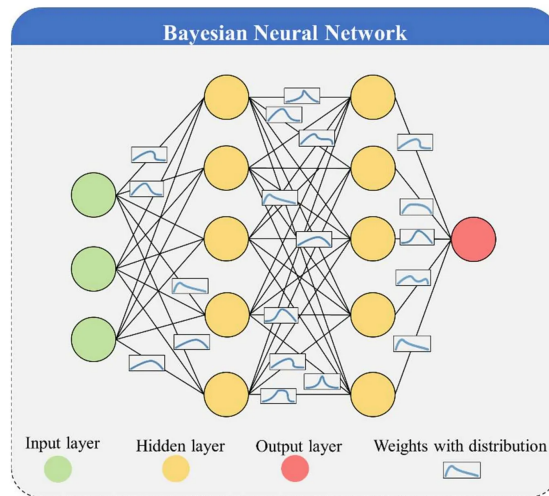 Bayesian Neural Network
Input layer
Hidden layer
Output layer
Weights with distribution